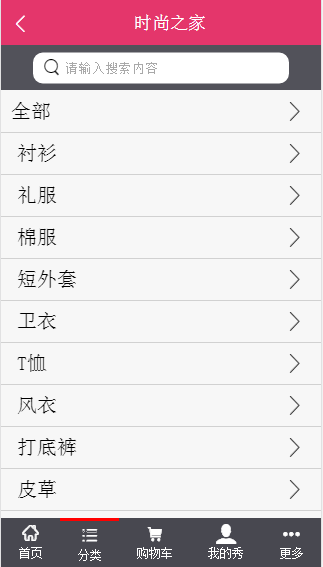 时尚之家
请输入搜索内容
全部
衬衫
礼服
棉服
短外套
卫衣
T恤
风衣
打底裤
皮草
首页 分类 购物车 我的秀 更多